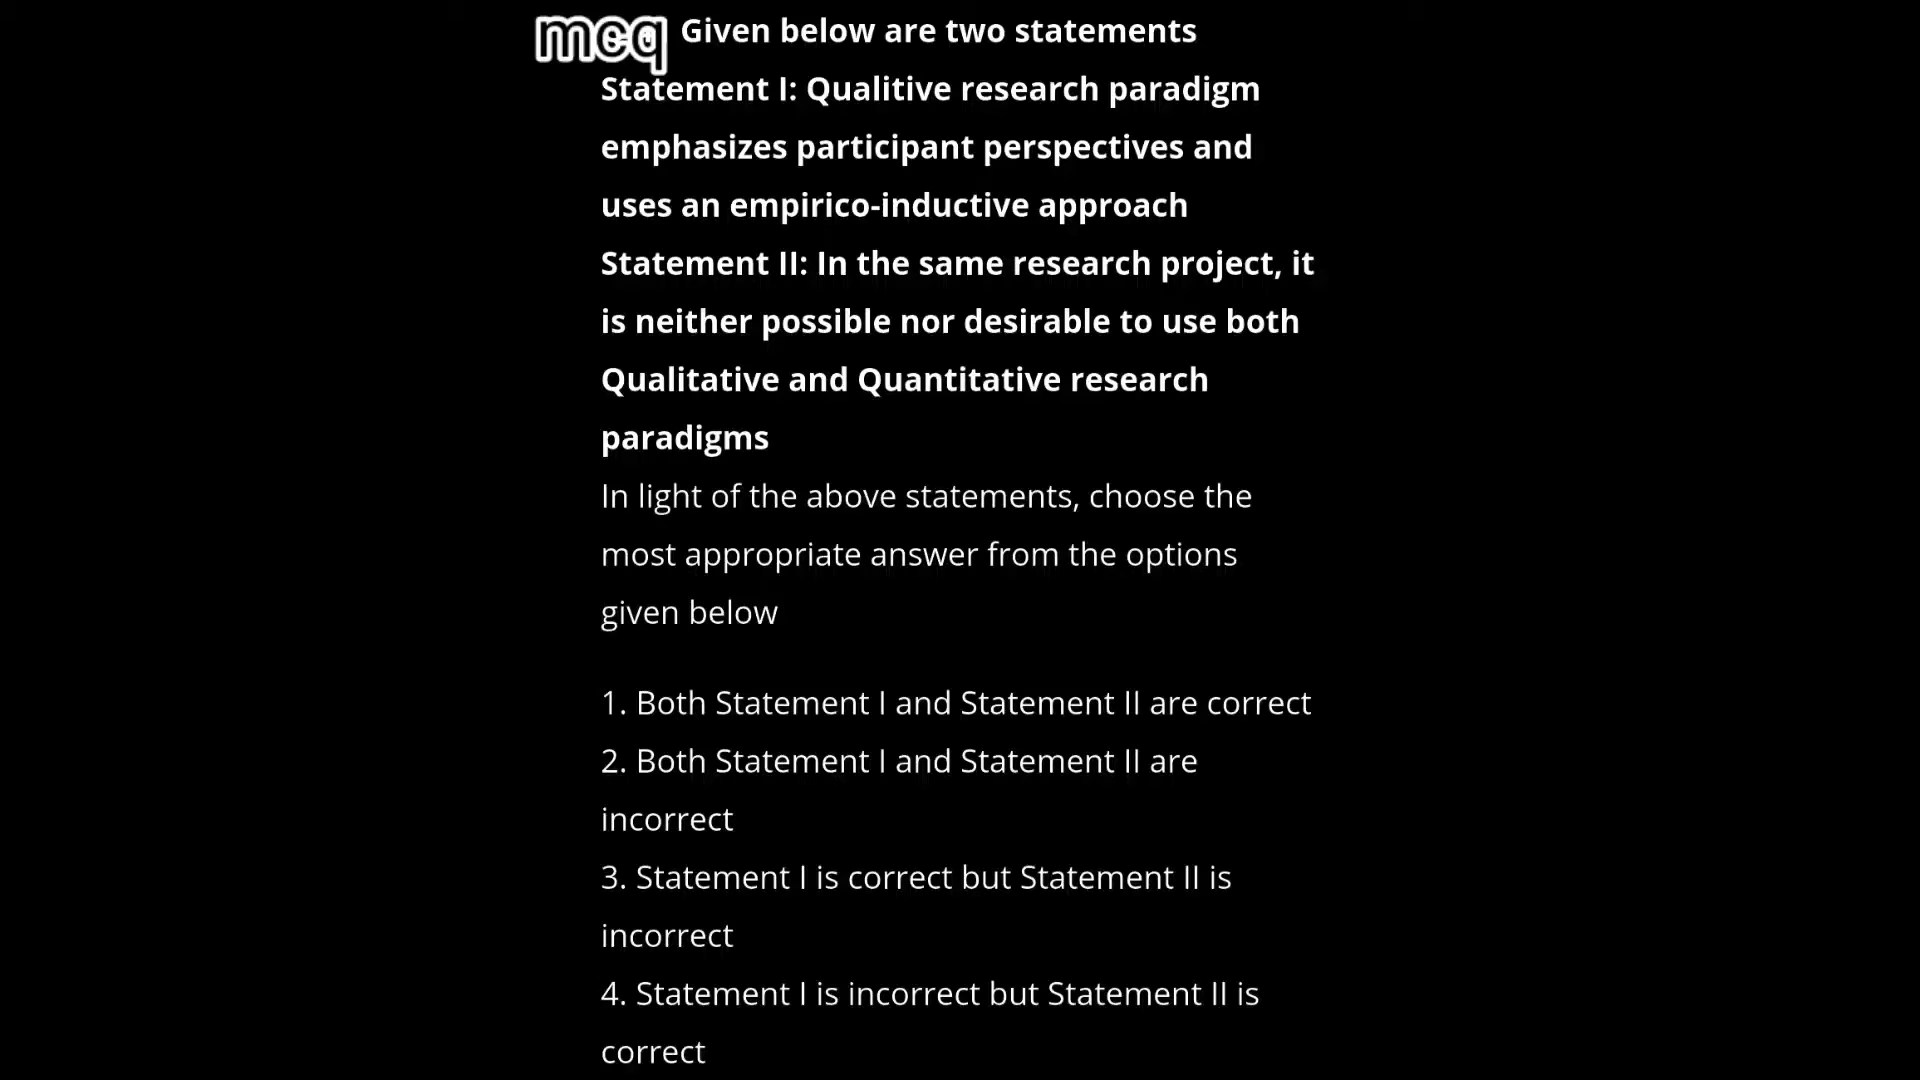 mcq Given below are two statements
Statement I: Qualitive research paradigm
emphasizes participant perspectives and
uses an empirico-inductive approach
Statement II: In the same research project, it
is neither possible nor desirable to use both
Qualitative and Quantitative research
paradigms
In light of the above statements, choose the
most appropriate answer from the options
given below
1. Both Statement I and Statement II are correct
2. Both Statement I and Statement II are
incorrect
3. Statement I is correct but Statement II is
incorrect
4. Statement I is incorrect but Statement II is
correct